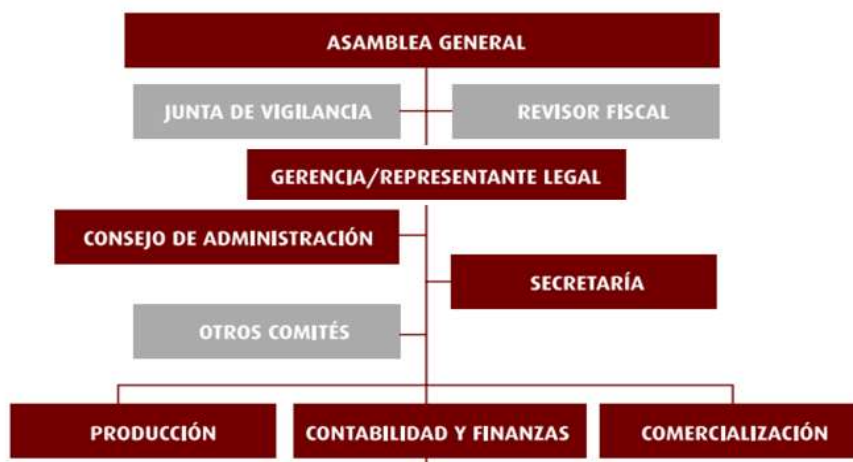 ASAMBLEA GENERAL
JUNTA DE VIGILANCIA
REVISOR FISCAL
GERENCIA/REPRESENTANTE LEGAL
CONSEJO DE ADMINISTRACIÓN
SECRETARÍA
OTROS COMITÉS
PRODUCCIÓN
CONTABILIDAD Y FINANZAS
COMERCIALIZACIÓN